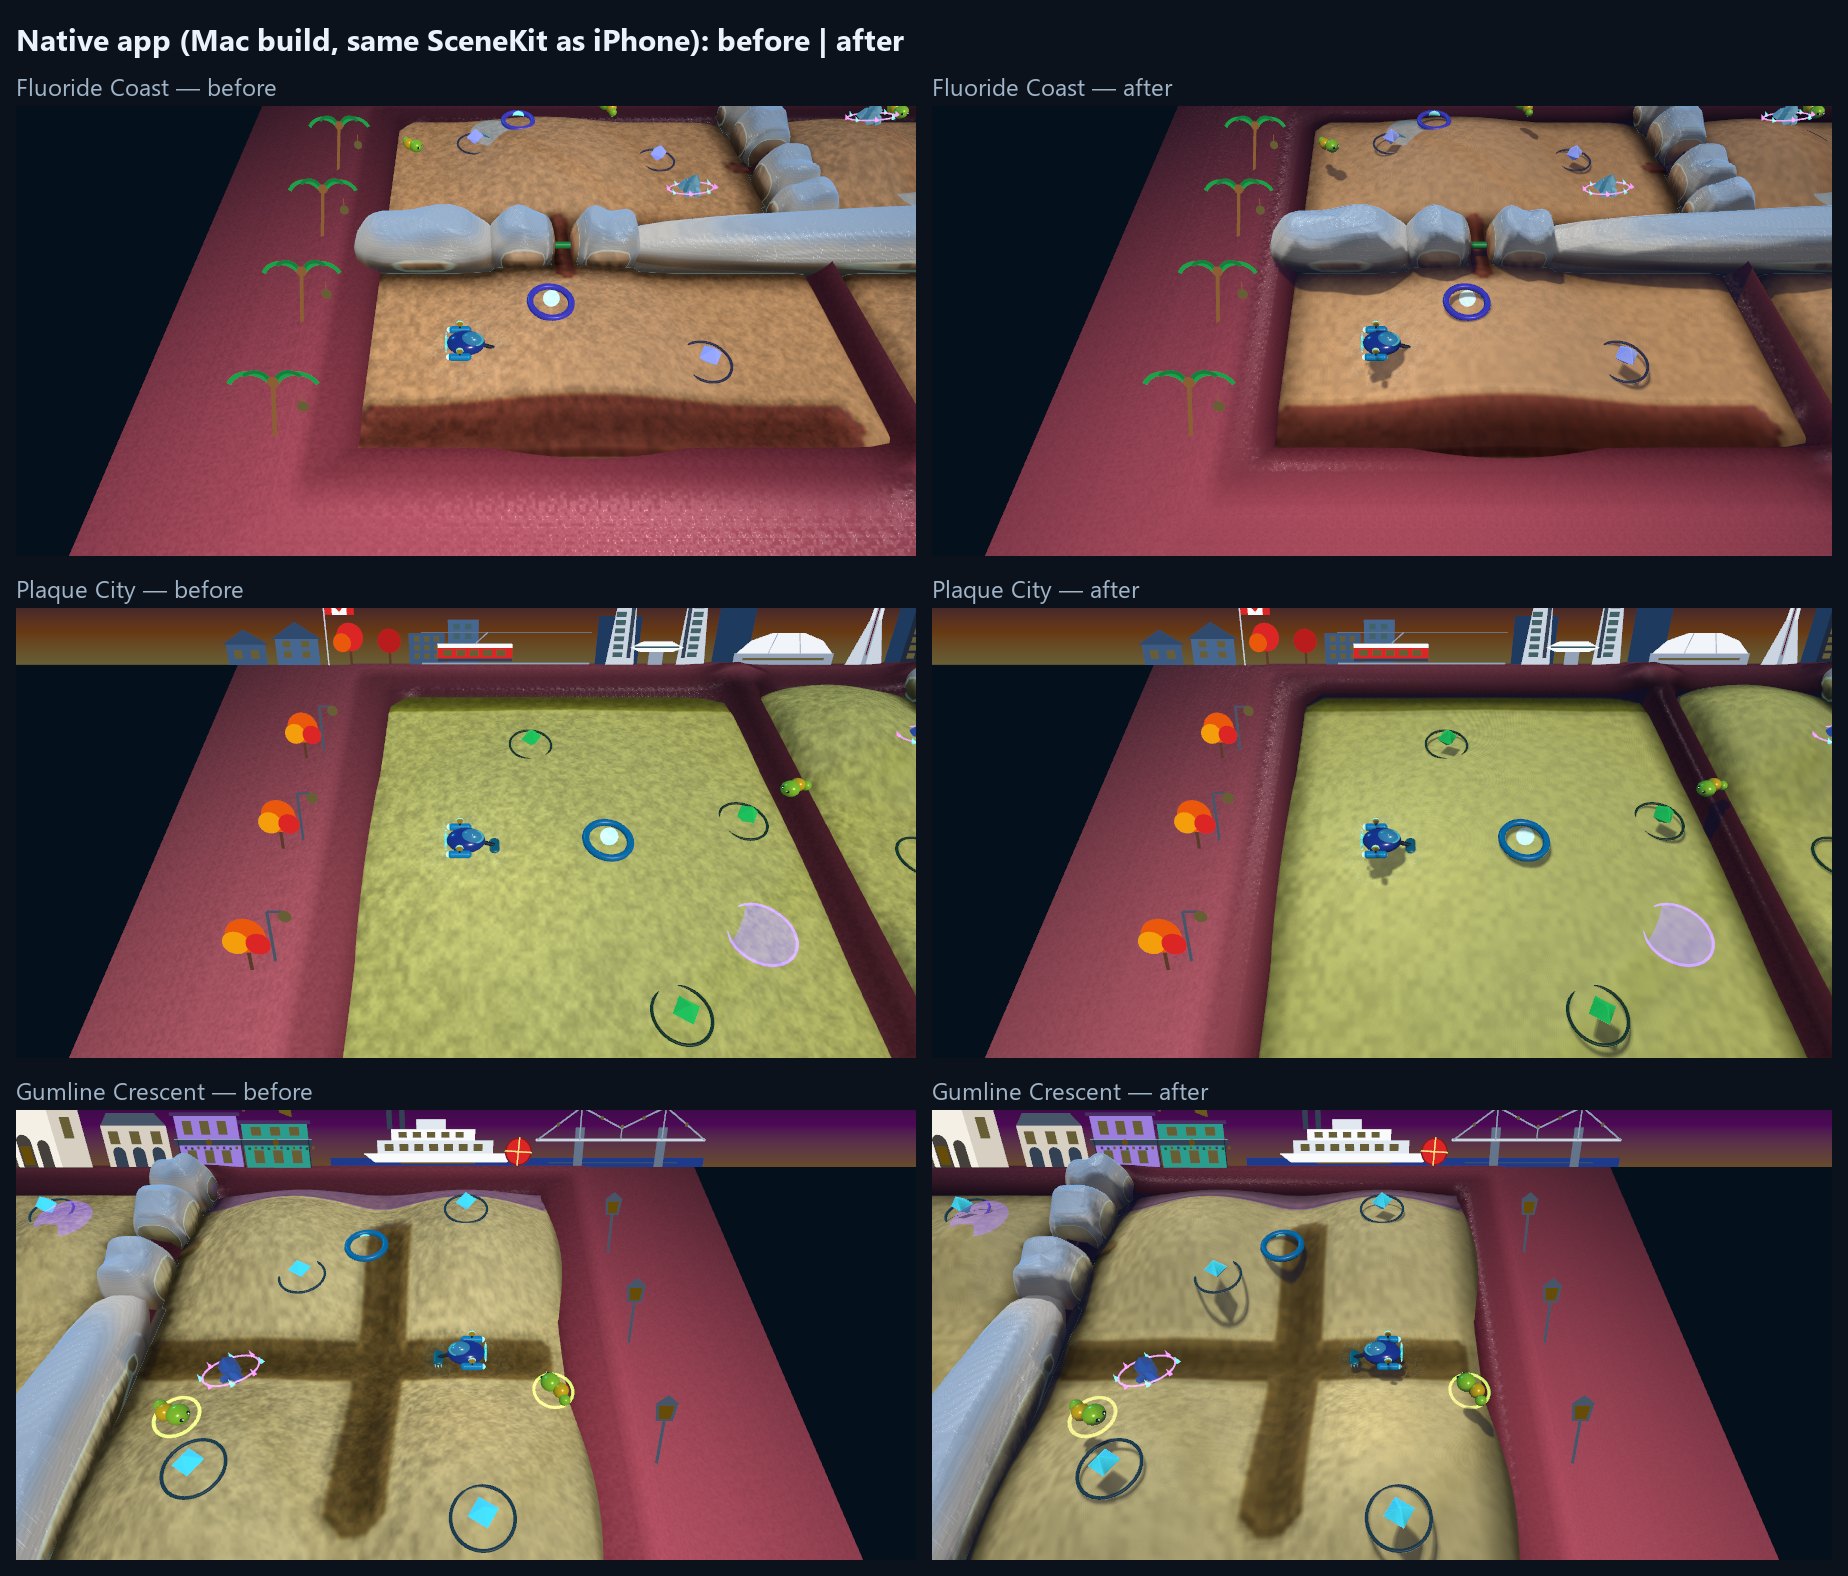 Native app (Mac build, same SceneKit as iPhone): before | after
Fluoride Coast — before
Fluoride Coast — after
Plaque City — before
Plaque City — after
Gumline Crescent — before
Gumline Crescent — after